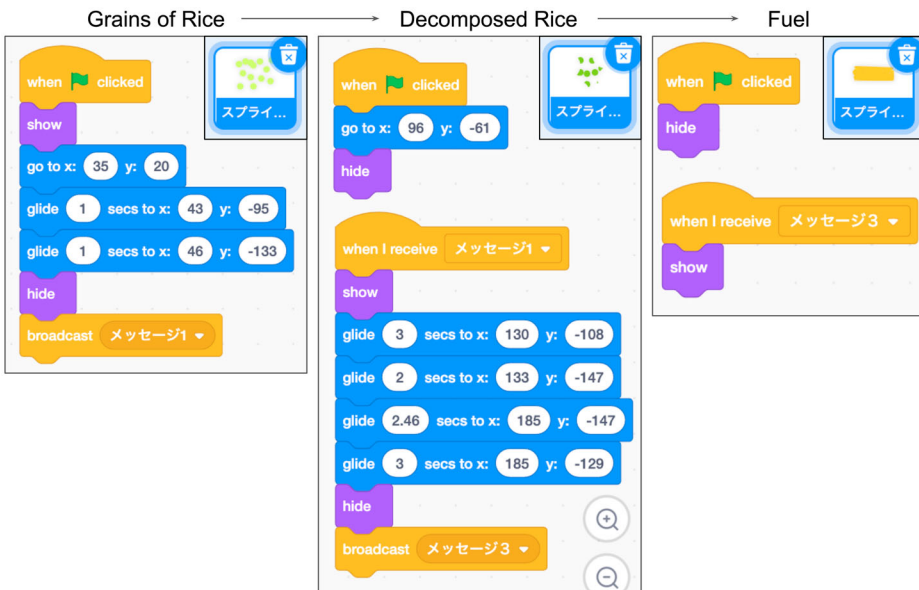 Grains of Rice
when clicked
スプライ...
show
go to x: 35 y: 20
glide 1 secs to x: 43 y: -95
glide 1 secs to x: 46 y: -133
hide
broadcast メッセージ1
Decomposed Rice
when clicked
スプライ...
go to x: 96 y: -61
hide
when I receive メッセージ1
show
glide 3 secs to x: 130 y: -108
glide 2 secs to x: 133 y: -147
glide 2.46 secs to x: 185 y: -147
glide 3 secs to x: 185 y: -129
hide
broadcast メッセージ3
Fuel
when clicked
スプライ...
hide
when I receive メッセージ3
show